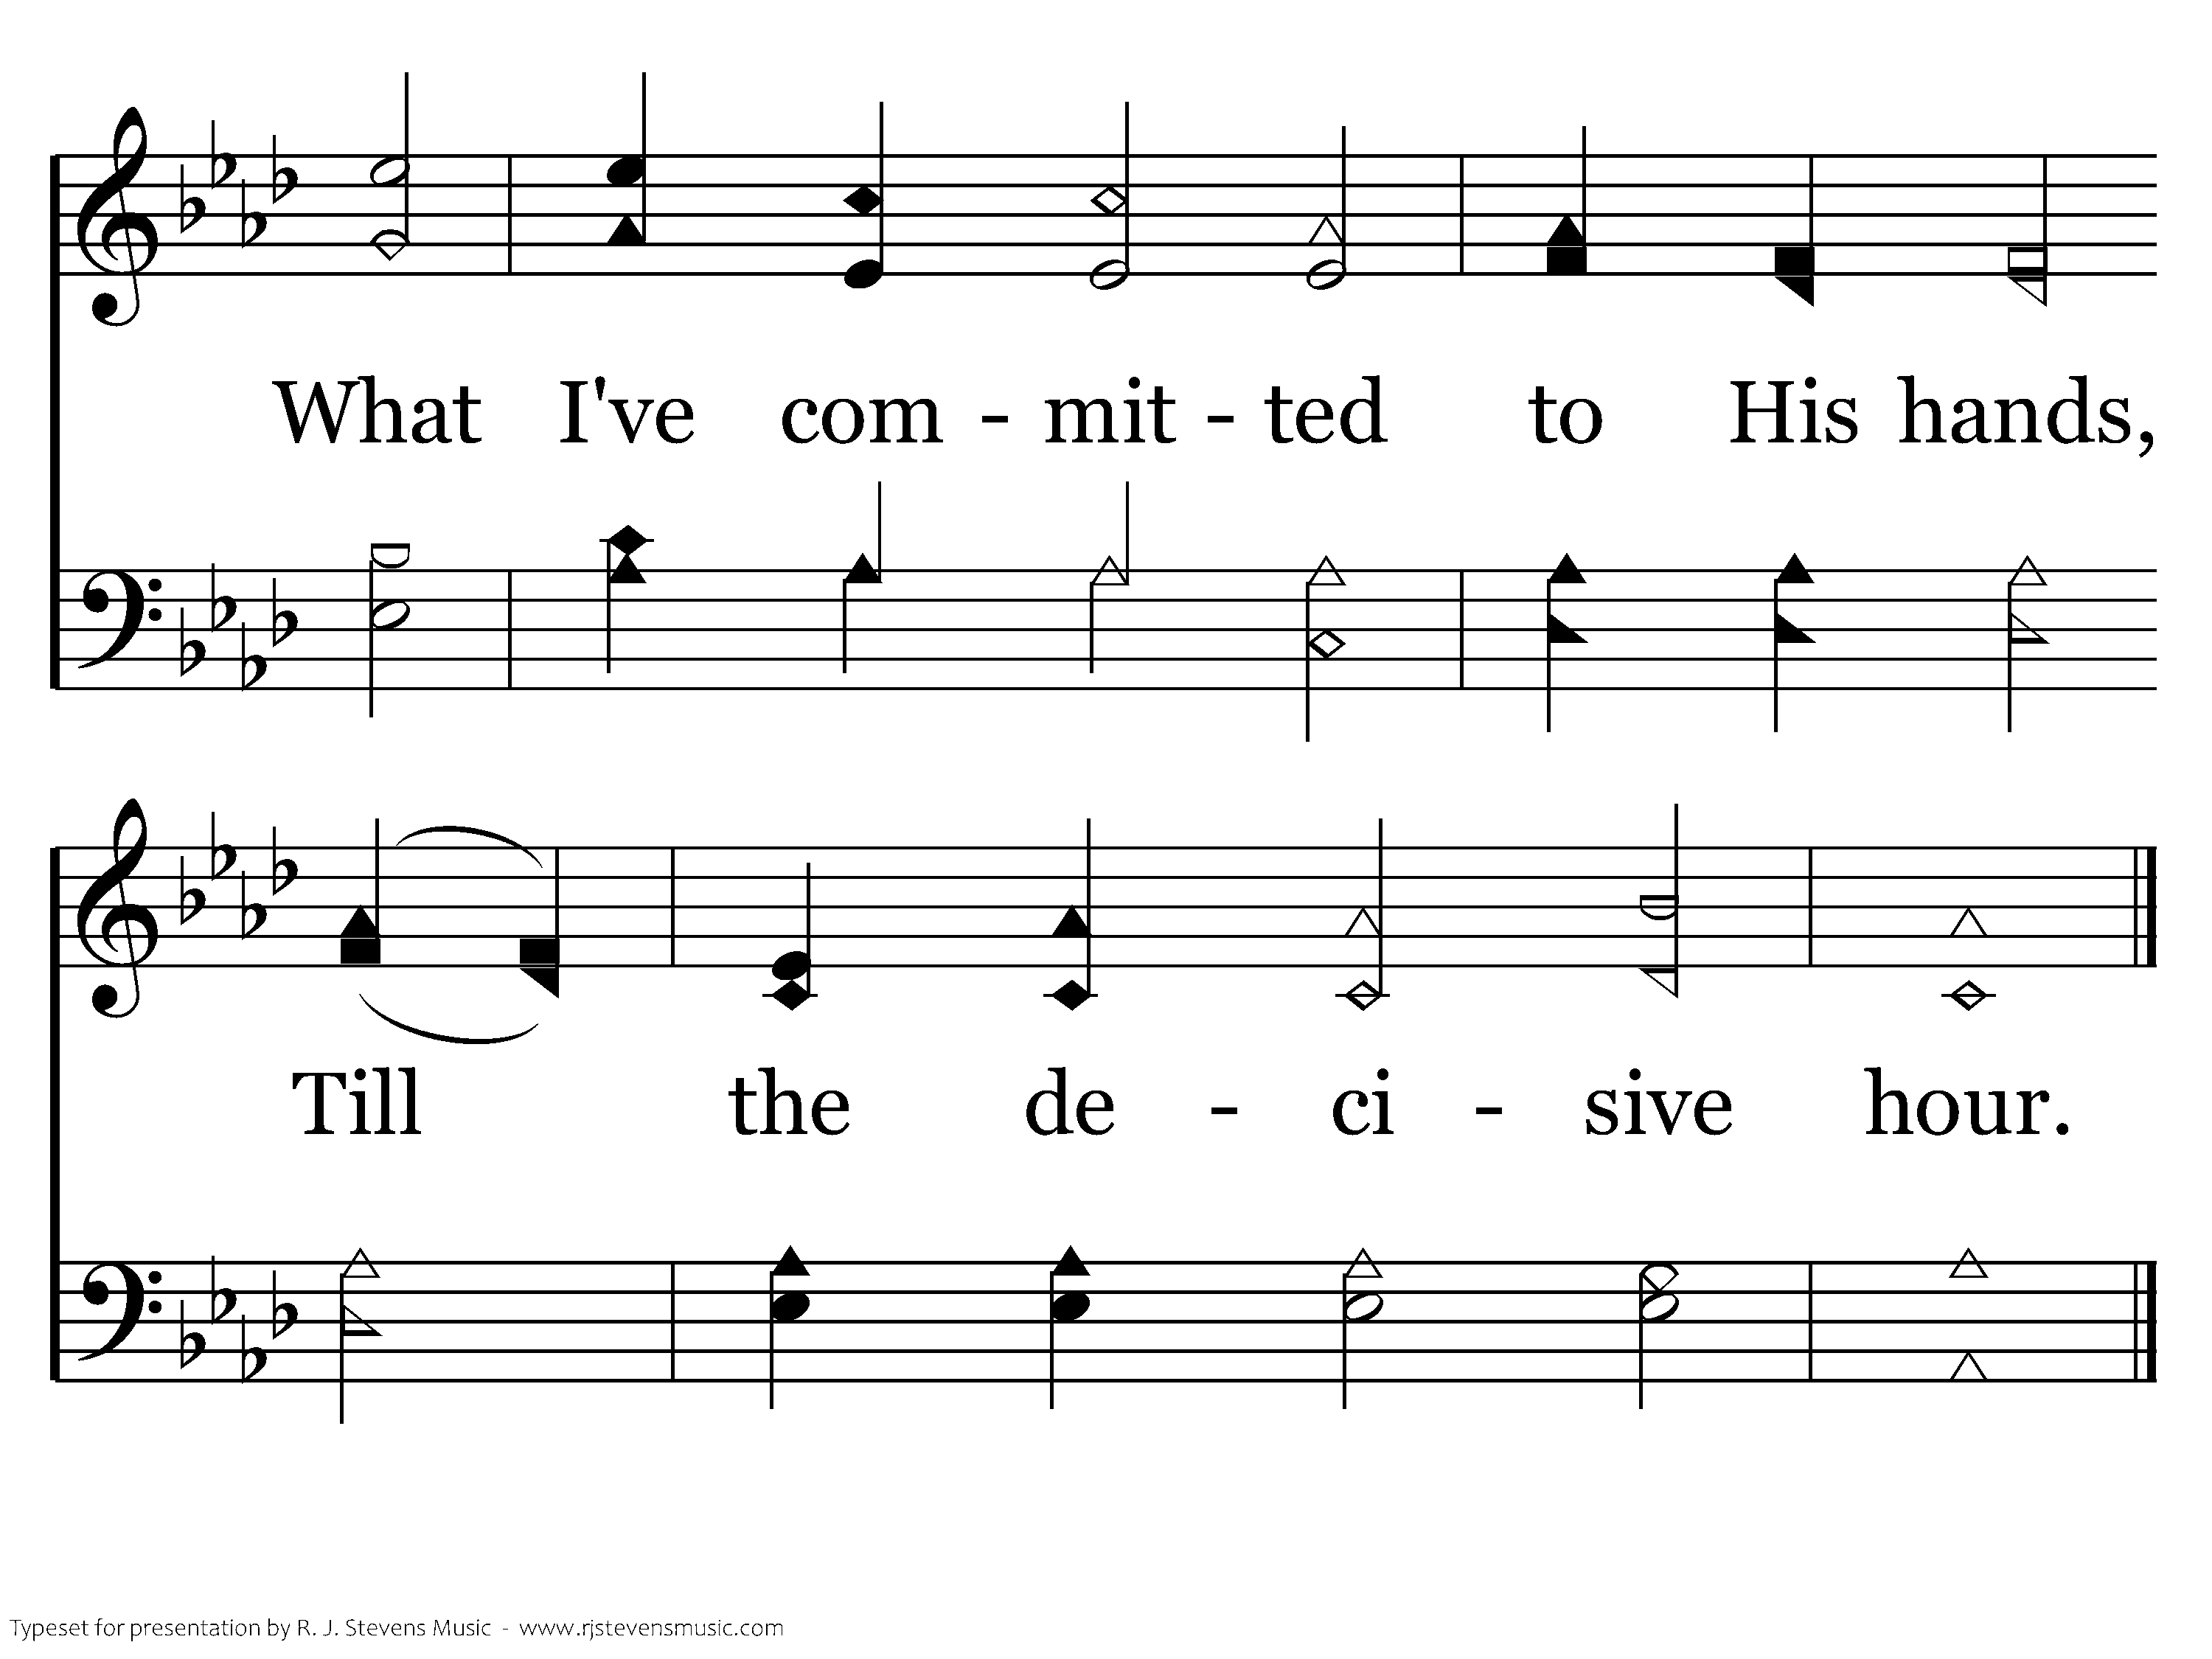 What I've com - mit - ted to His hands,
Till the de - ci - sive hour.
Typeset for presentation by R. J. Stevens Music - www.rjstevensmusic.com